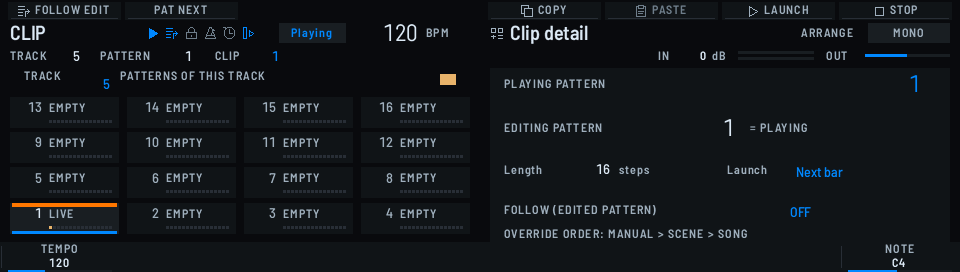 FOLLOW EDIT PAT NEXT COPY PASTE LAUNCH STOP
CLIP Playing 120 BPM Clip detail ARRANGE MONO
TRACK 5 PATTERN 1 CLIP 1 IN 0 dB OUT
TRACK 5 PATTERNS OF THIS TRACK
PLAYING PATTERN 1
13 EMPTY 14 EMPTY 15 EMPTY 16 EMPTY
EDITING PATTERN 1 = PLAYING
9 EMPTY 10 EMPTY 11 EMPTY 12 EMPTY
Length 16 steps Launch Next bar
5 EMPTY 6 EMPTY 7 EMPTY 8 EMPTY
FOLLOW (EDITED PATTERN) OFF
1 LIVE 2 EMPTY 3 EMPTY 4 EMPTY
OVERRIDE ORDER: MANUAL > SCENE > SONG
TEMPO NOTE
120 C4